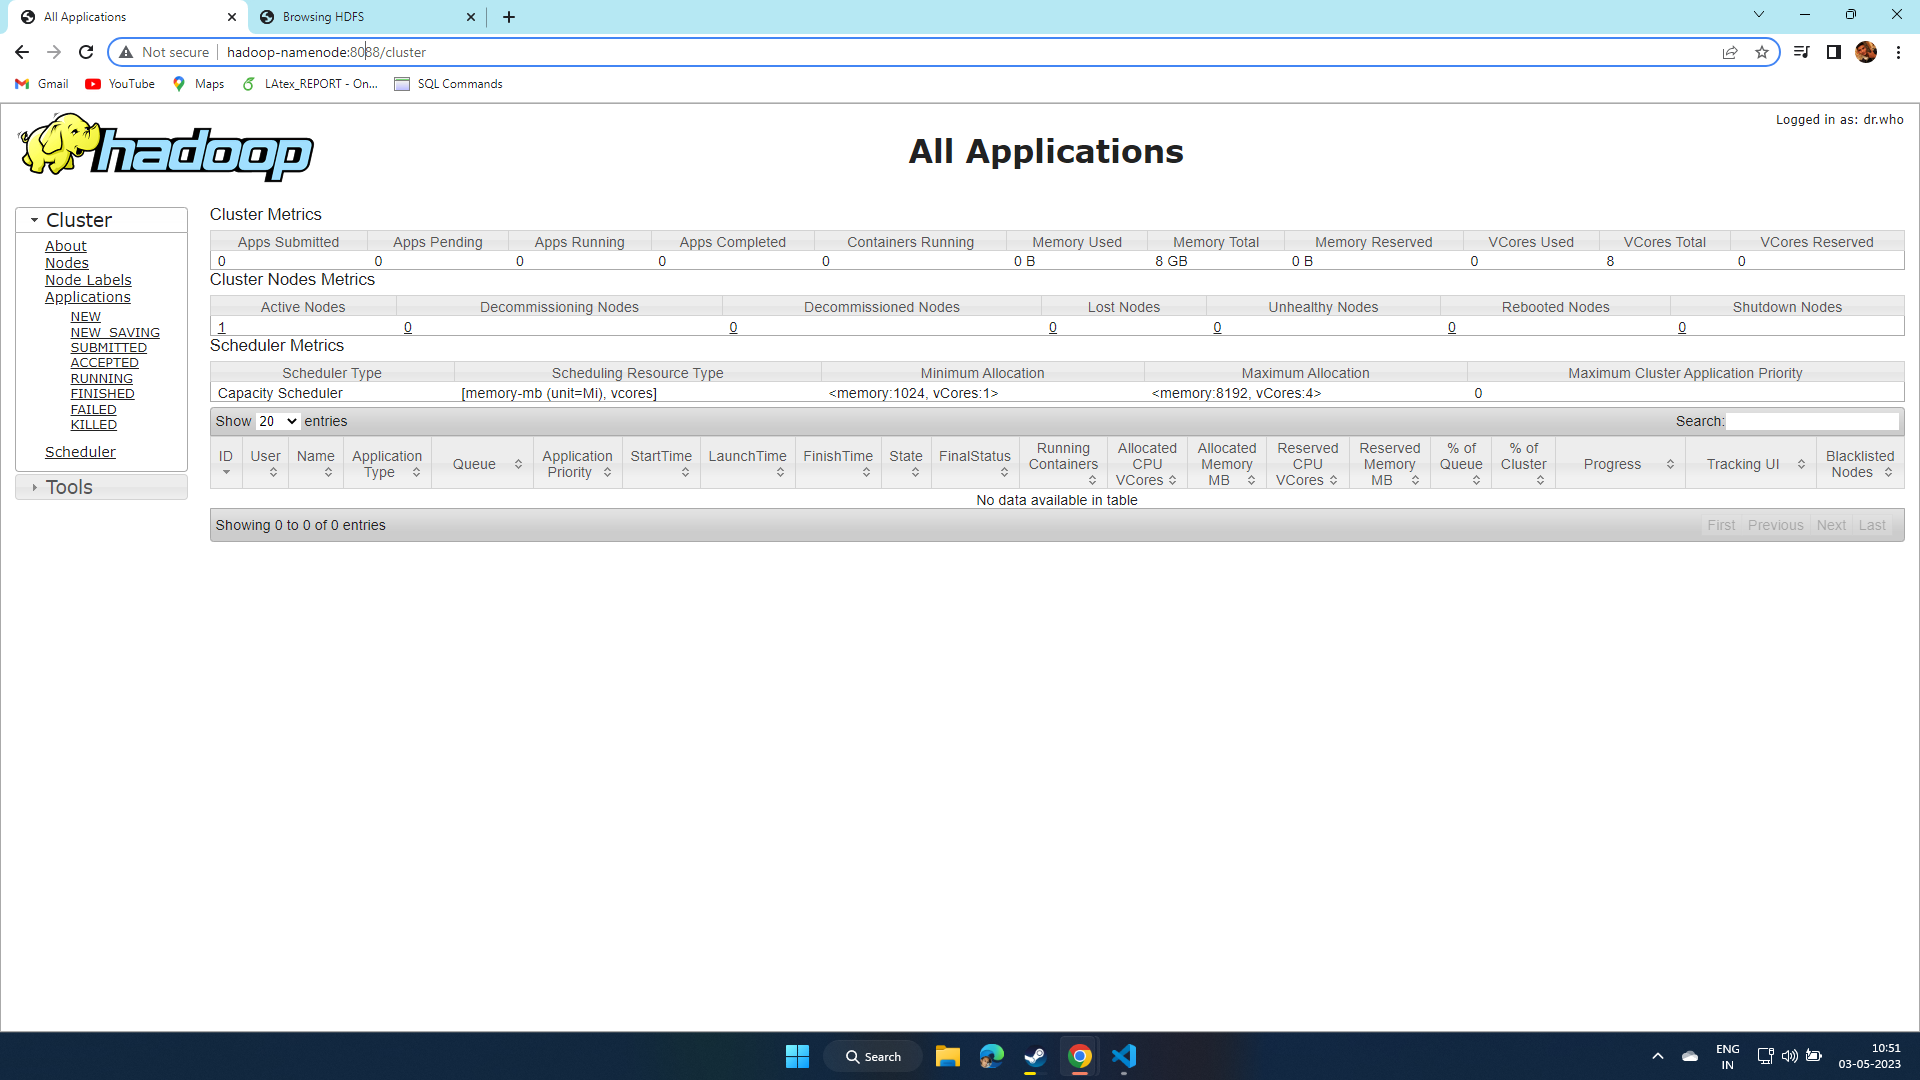 All Applications
Browsing HDFS
Not secure
hadoop-namenode:8088/cluster
Gmail
YouTube
Maps
LAtex_REPORT - On...
SQL Commands
Logged in as: dr.who
hadoop
All Applications
Cluster
About
Nodes
Node Labels
Applications
NEW
NEW_SAVING
SUBMITTED
ACCEPTED
RUNNING
FINISHED
FAILED
KILLED
Scheduler
Tools
Cluster Metrics
Apps Submitted Apps Pending Apps Running Apps Completed Containers Running Memory Used Memory Total Memory Reserved VCores Used VCores Total VCores Reserved
0 0 0 0 0 0 B 8 GB 0 B 0 8 0
Cluster Nodes Metrics
Active Nodes Decommissioning Nodes Decommissioned Nodes Lost Nodes Unhealthy Nodes Rebooted Nodes Shutdown Nodes
1 0 0 0 0 0 0
Scheduler Metrics
Scheduler Type Scheduling Resource Type Minimum Allocation Maximum Allocation Maximum Cluster Application Priority
Capacity Scheduler [memory-mb (unit=Mi), vcores] <memory:1024, vCores:1> <memory:8192, vCores:4> 0
Show 20 entries
Search:
ID
User
Name
Application
Type
Queue
Application
Priority
StartTime
LaunchTime
FinishTime
State
FinalStatus
Running
Containers
Allocated
CPU
VCores
Allocated
Memory
MB
Reserved
CPU
VCores
Reserved
Memory
MB
% of
Queue
% of
Cluster
Progress
Tracking UI
Blacklisted
Nodes
No data available in table
Showing 0 to 0 of 0 entries
First Previous Next Last
Search
ENG
IN
10:51
03-05-2023